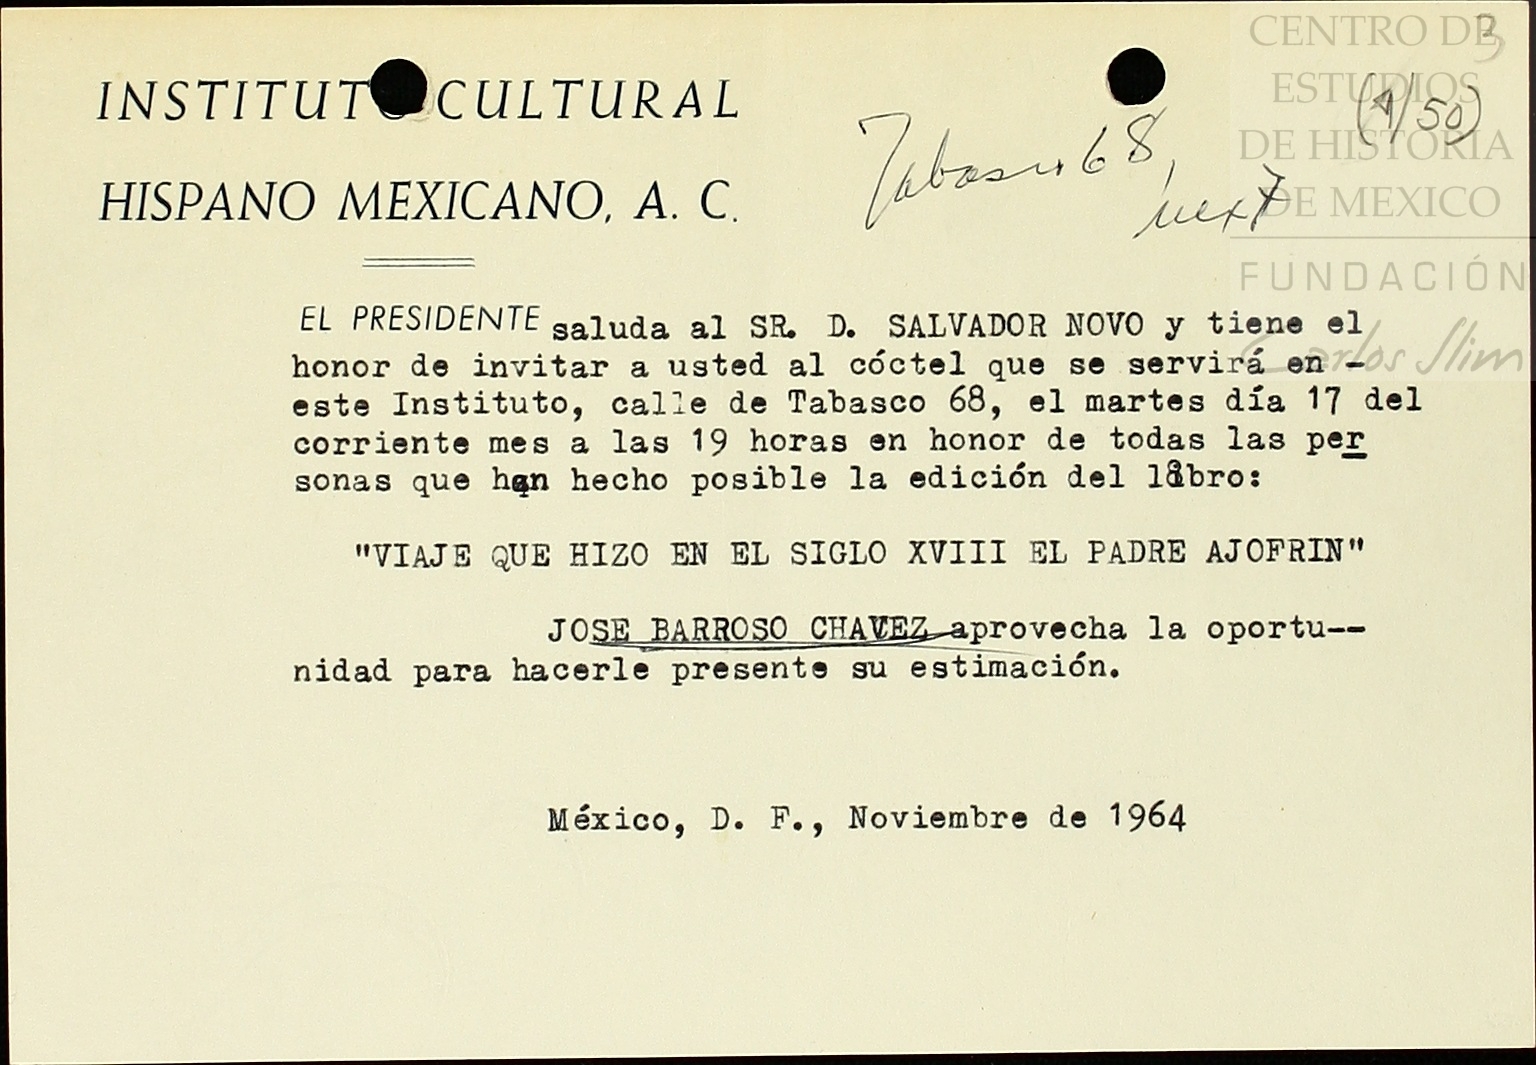 INSTITUTO CULTURAL
HISPANO MEXICANO, A. C.
Tabasco 68,
Mex 7
(1/50)
CENTRO DE
ESTUDIOS
DE HISTORIA
DE MEXICO
FUNDACIÓN
Carlos Slim
EL PRESIDENTE saluda al SR. D. SALVADOR NOVO y tiene el
honor de invitar a usted al cóctel que se servirá en -
este Instituto, calle de Tabasco 68, el martes día 17 del
corriente mes a las 19 horas en honor de todas las per
sonas que han hecho posible la edición del libro:
"VIAJE QUE HIZO EN EL SIGLO XVIII EL PADRE AJOFRIN"
JOSE BARROSO CHAVEZ aprovecha la oportu--
nidad para hacerle presente su estimación.
México, D. F., Noviembre de 1964